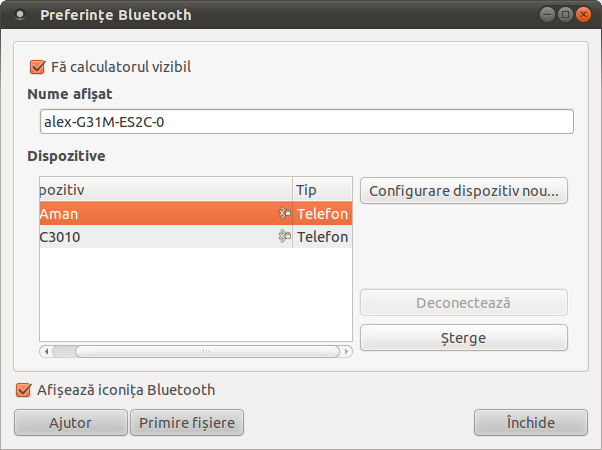 Preferințe Bluetooth
Fă calculatorul vizibil
Nume afișat
alex-G31M-ES2C-0
Dispozitive
pozitiv Tip
Configurare dispozitiv nou...
Aman Telefon
C3010 Telefon
Deconectează
Șterge
Afișează iconița Bluetooth
Ajutor Primire fișiere Închide